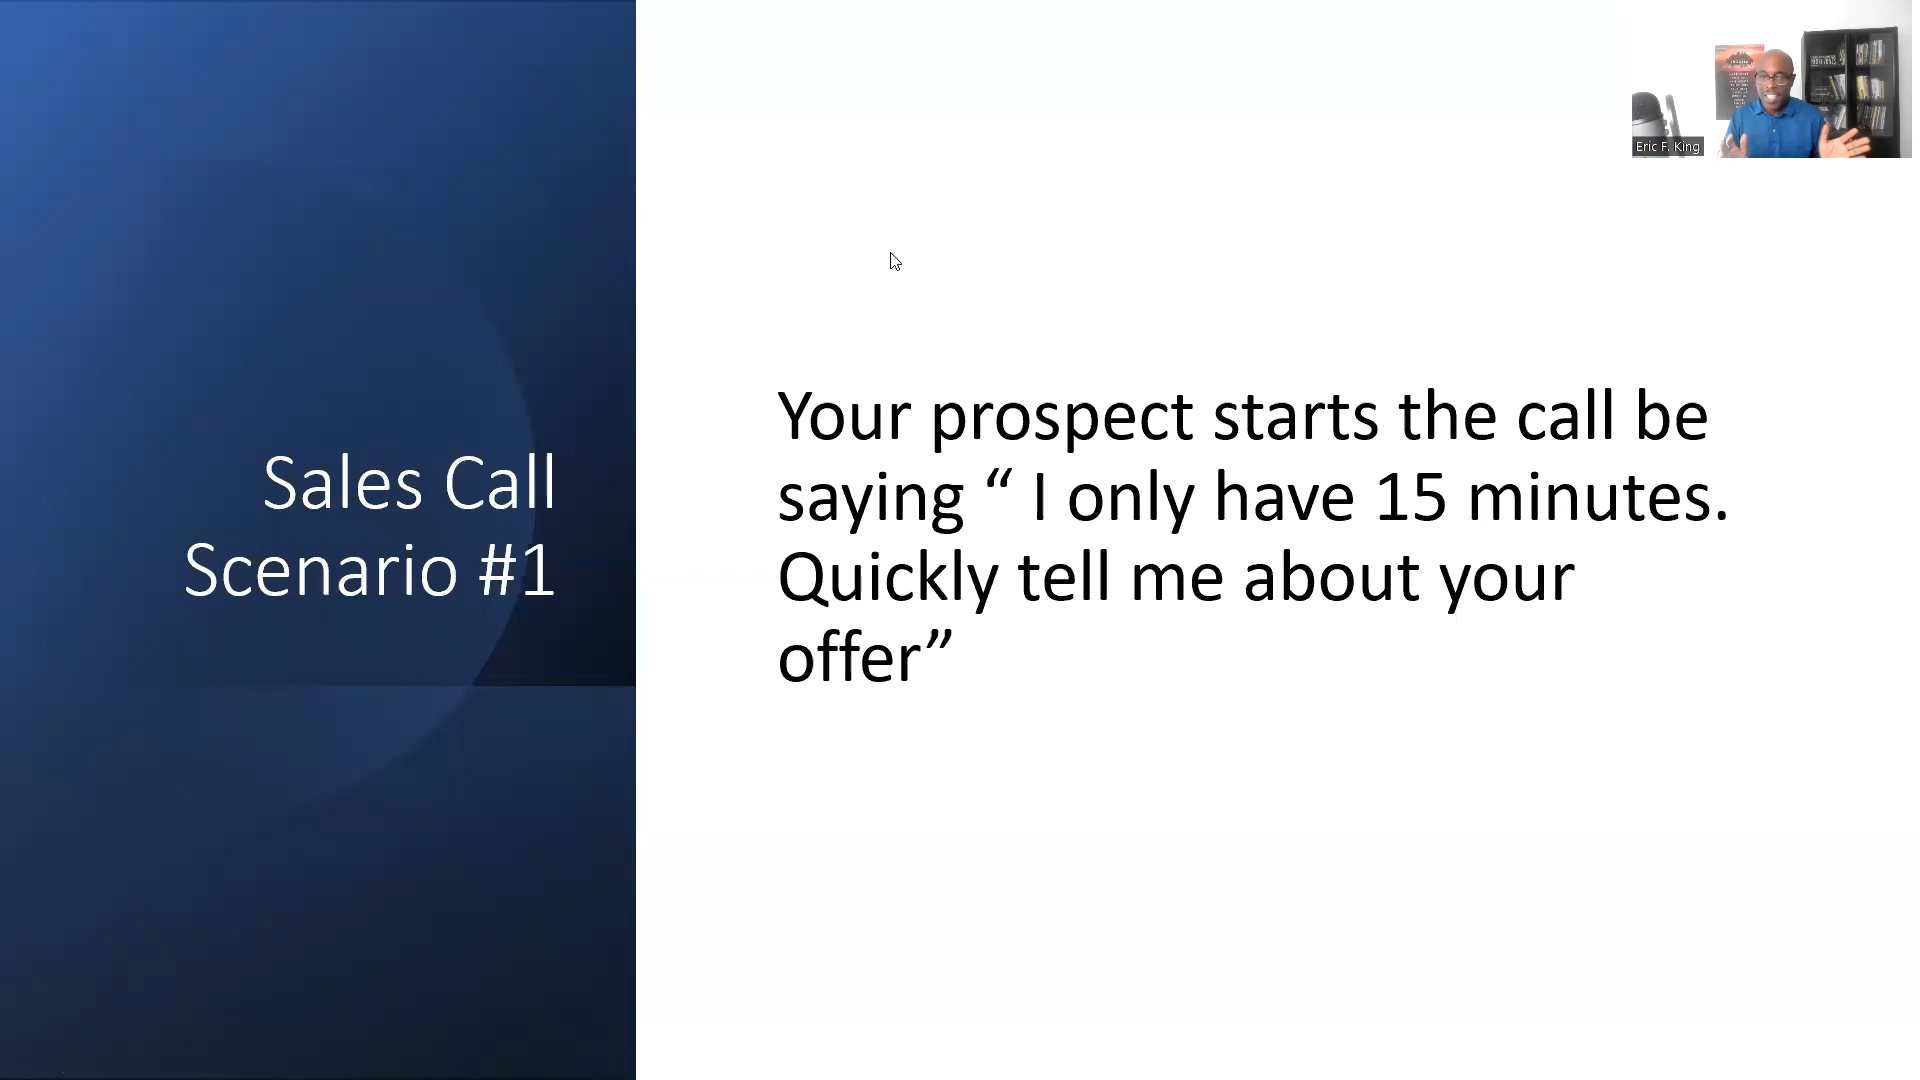 Sales Call
Scenario #1
Your prospect starts the call be
saying “ I only have 15 minutes.
Quickly tell me about your
offer”
Eric F. King